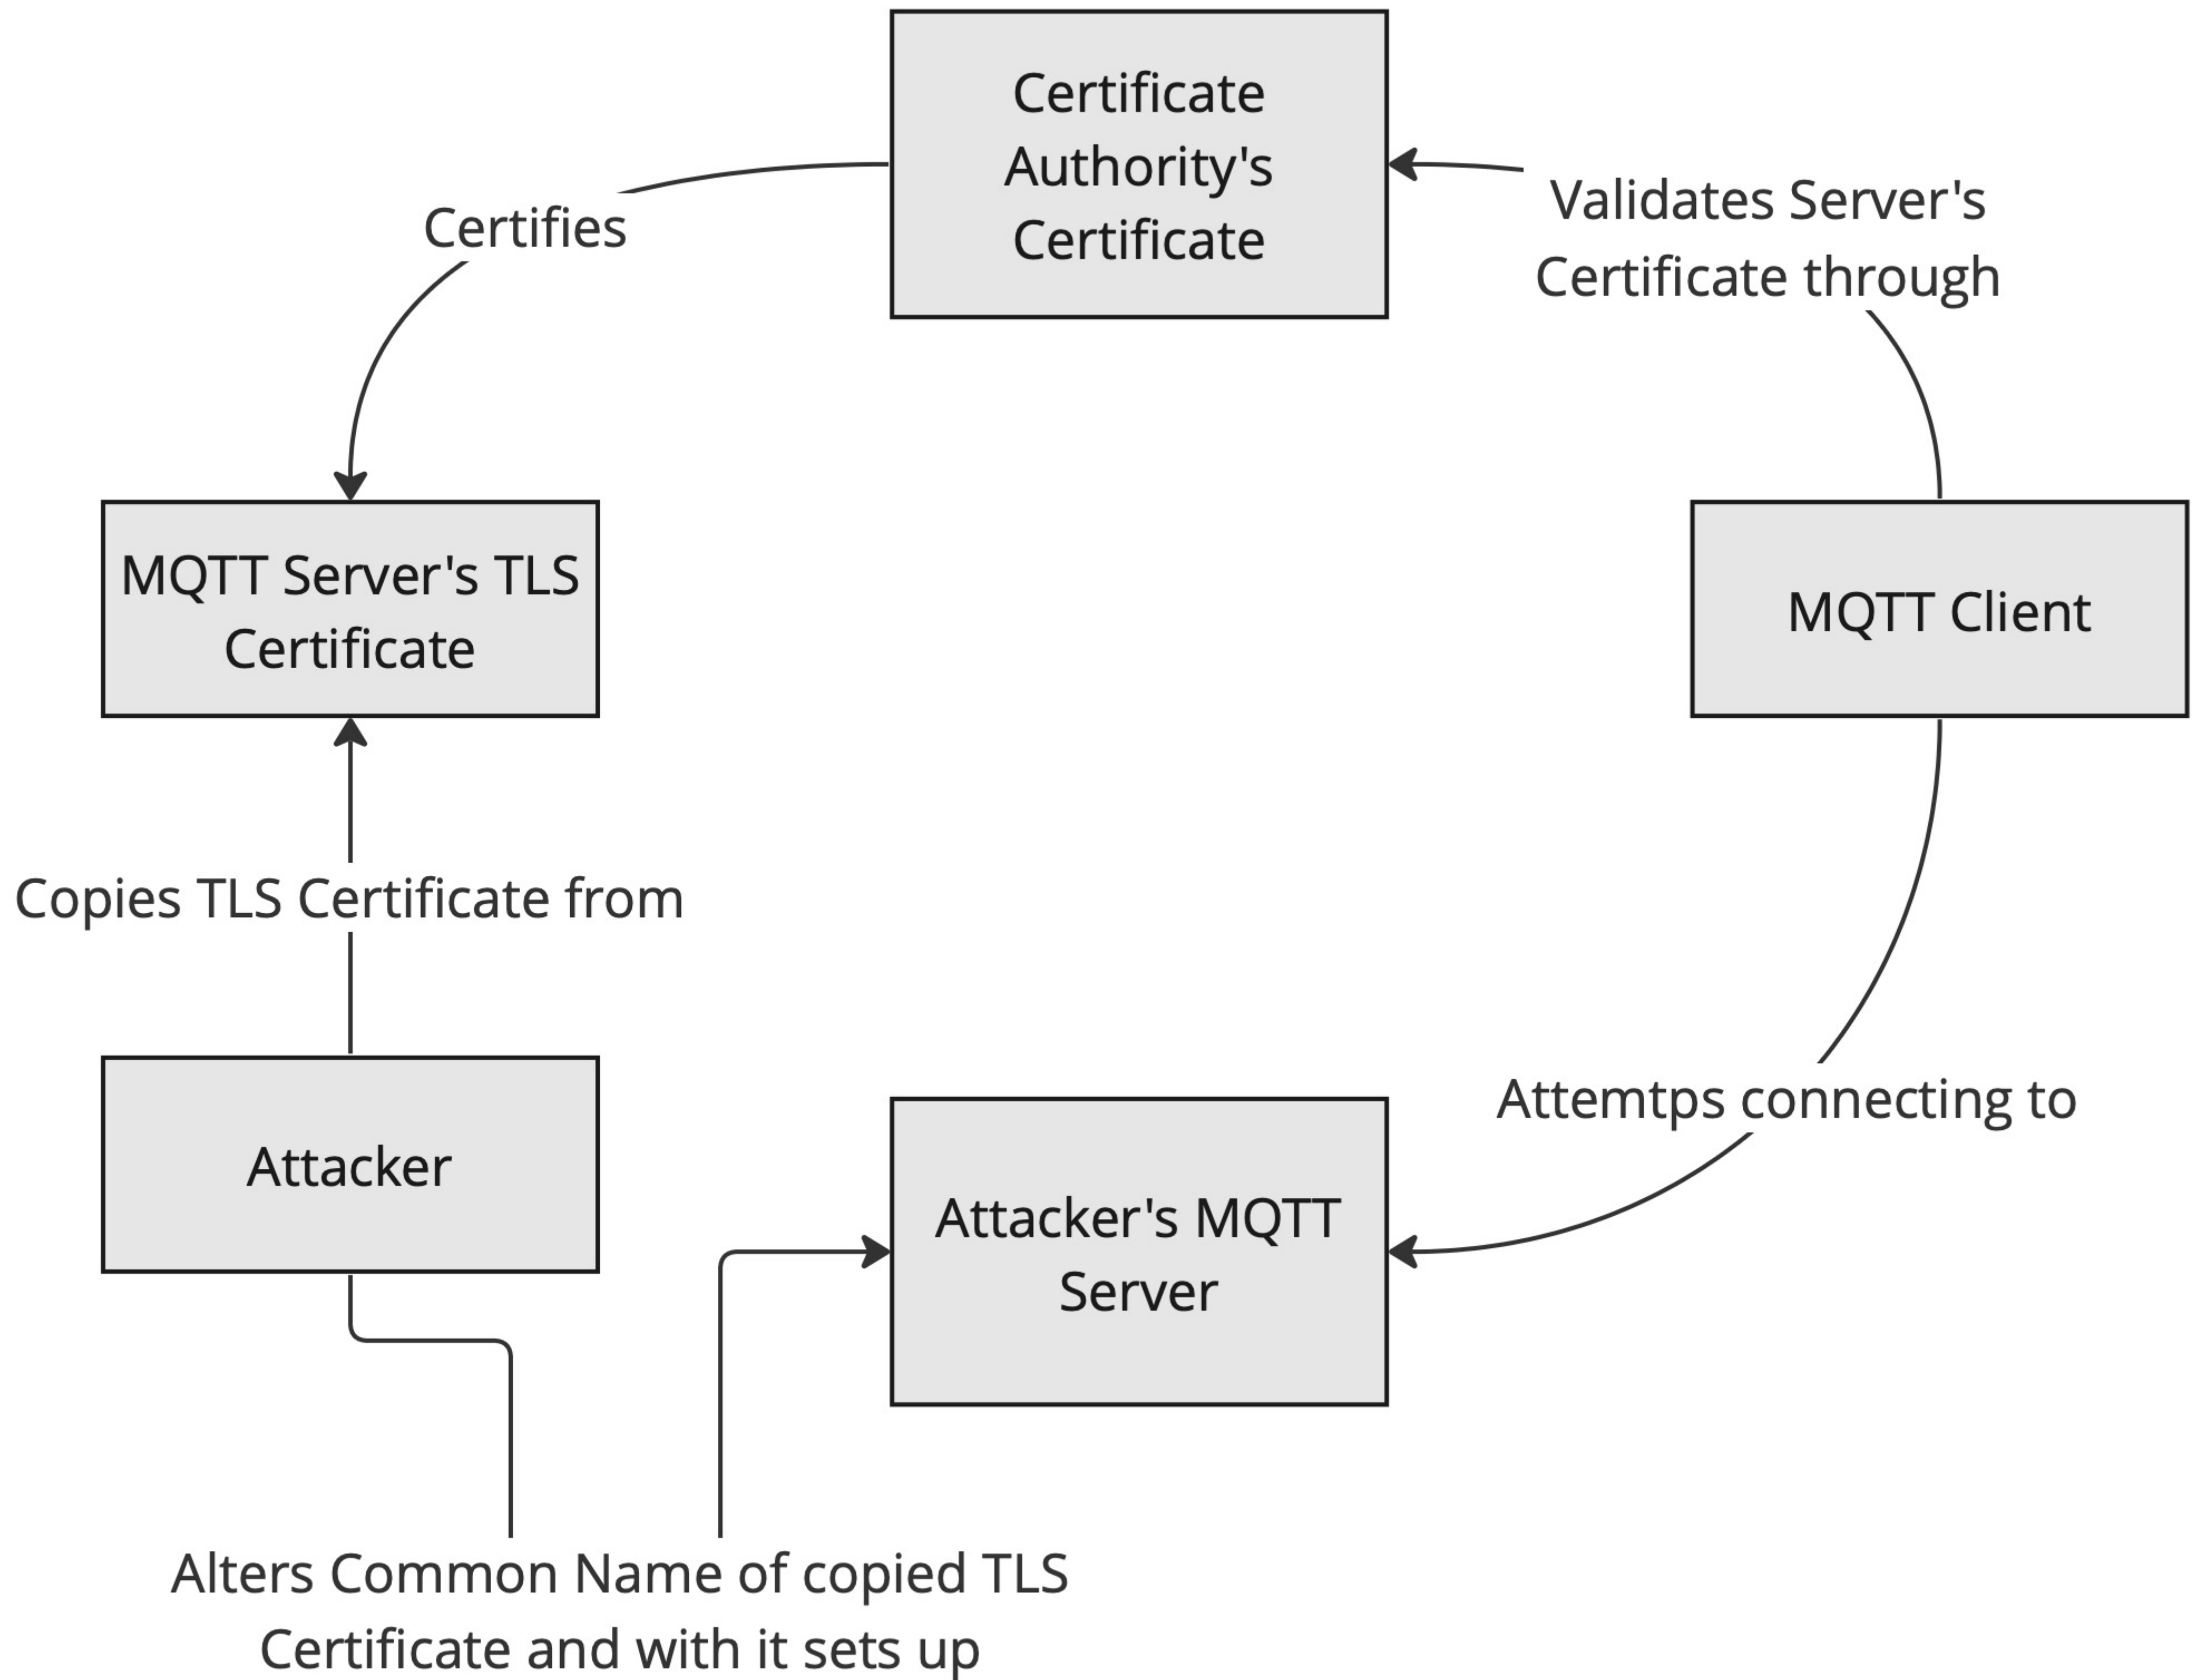 Certificate
Authority's
Certificate
Validates Server's
Certificate through
Certifies
MQTT Server's TLS
Certificate
MQTT Client
Copies TLS Certificate from
Attemtps connecting to
Attacker
Attacker's MQTT
Server
Alters Common Name of copied TLS
Certificate and with it sets up